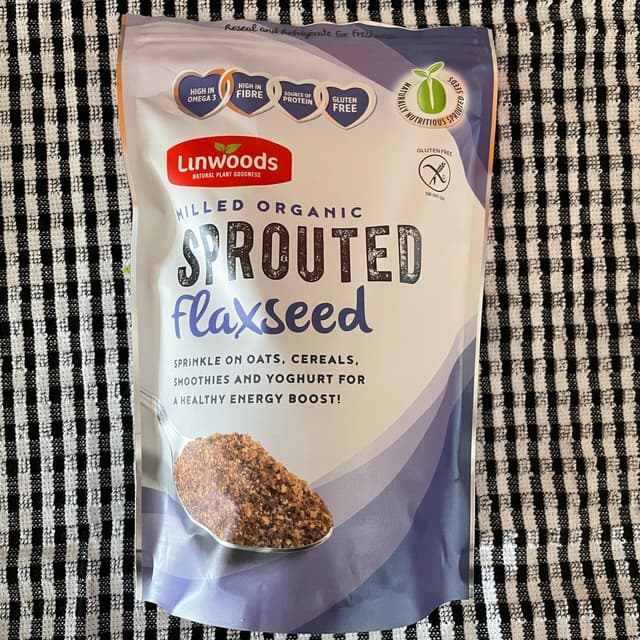 Reseal and Refrigerate for Freshness
HIGH IN
OMEGA 3
HIGH IN
FIBRE
SOURCE OF
PROTEIN
GLUTEN
FREE
NATURALLY NUTRITIOUS SPROUTED SEEDS
Linwoods
NATURAL PLANT GOODNESS
GLUTEN FREE
MILLED ORGANIC
SPROUTED
flaxseed
SPRINKLE ON OATS, CEREALS,
SMOOTHIES AND YOGHURT FOR
A HEALTHY ENERGY BOOST!